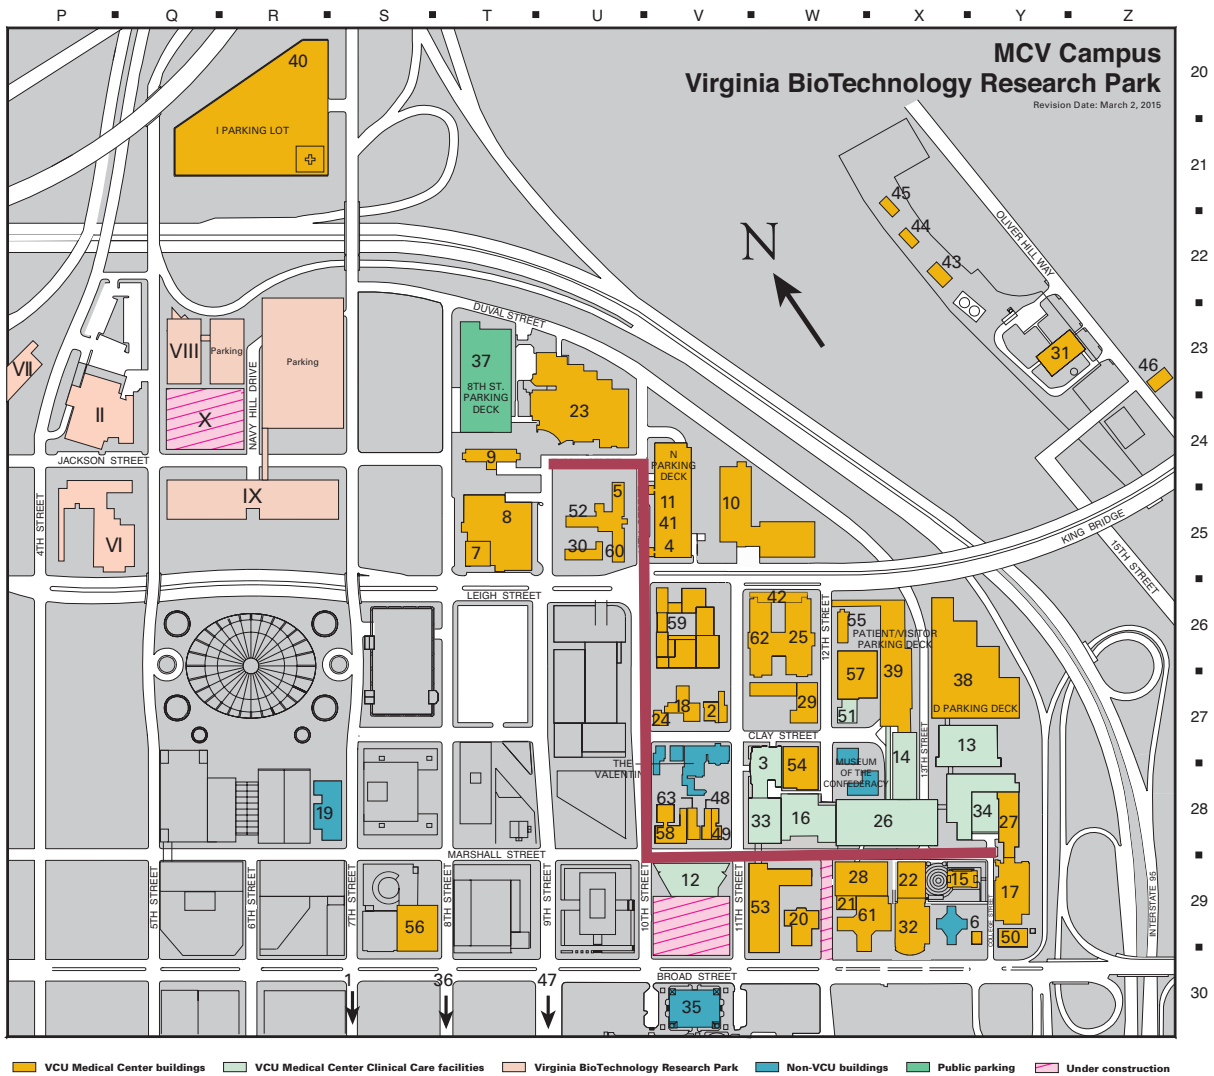 P Q R S T U V W X Y Z
MCV Campus
Virginia BioTechnology Research Park
Revision Date: March 2, 2015
20
21
22
23
24
25
26
27
28
29
30
40
I PARKING LOT
N
45
44
43
OLIVER HILL WAY
31
46
DUVAL STREET
VII
VIII
Parking
Parking
II
X
NAVY HILL DRIVE
37
8TH ST.
PARKING
DECK
23
JACKSON STREET
9
N
PARKING
DECK
4TH STREET
IX
VI
8
7
5
52
30
60
11
41
4
10
KING BRIDGE
15TH STREET
LEIGH STREET
59
42
62
25
12TH STREET
55
PATIENT/VISITOR
PARKING DECK
57
39
38
D PARKING DECK
18
24
2
29
51
CLAY STREET
13TH STREET
THE
VALENTINE
3
54
MUSEUM
OF THE
CONFEDERACY
14
13
19
63
48
58
49
33
16
26
34
27
MARSHALL STREET
5TH STREET
6TH STREET
7TH STREET
8TH STREET
9TH STREET
10TH STREET
11TH STREET
12
28
22
15
17
56
53
20
21
61
32
6
COLLEGE STREET
50
INTERSTATE 95
BROAD STREET
1
36
47
35
VCU Medical Center buildings
VCU Medical Center Clinical Care facilities
Virginia BioTechnology Research Park
Non-VCU buildings
Public parking
Under construction